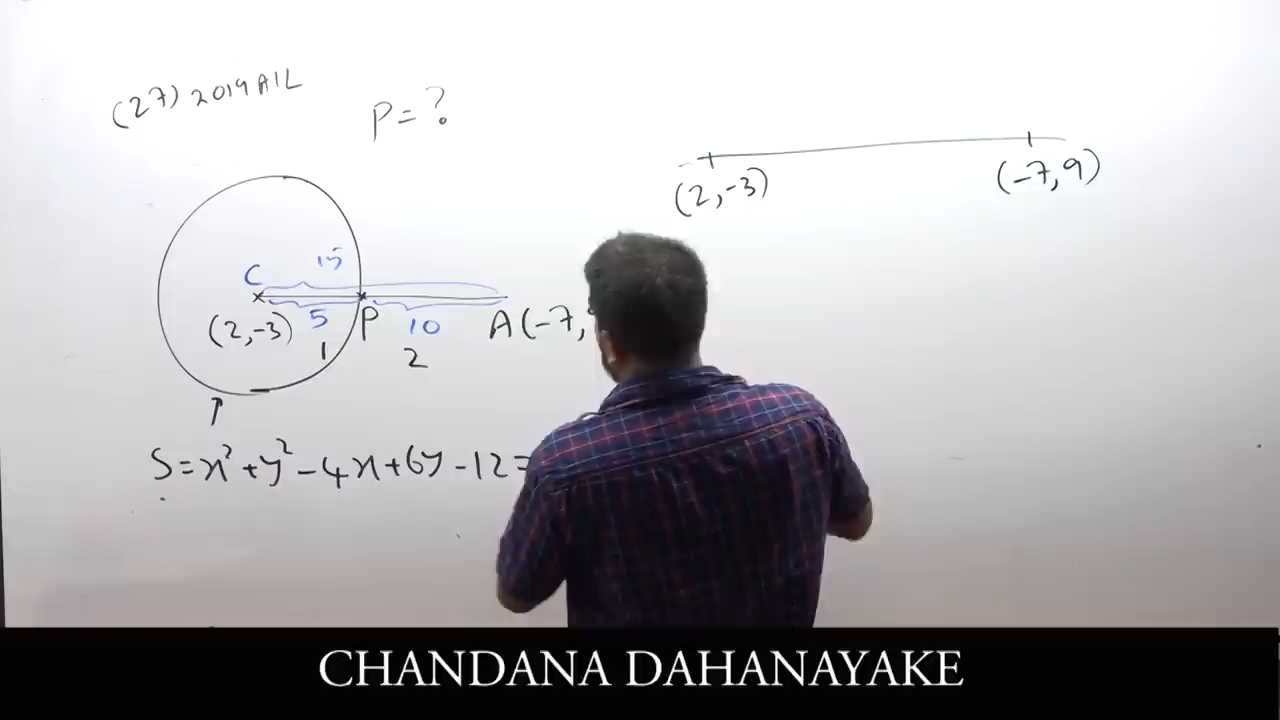 (27) 2019 A/L
P = ?
(2, -3)
(-7, 9)
15
C
5
P
10
A (-7,
(2, -3)
1
2
S = x² + y² - 4x + 6y - 12 =
CHANDANA DAHANAYAKE